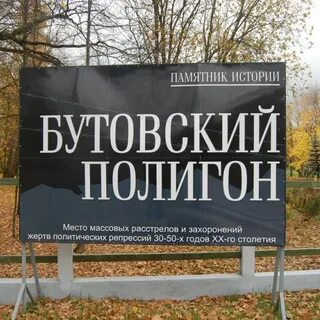 ПАМЯТНИК ИСТОРИИ
БУТОВСКИЙ
ПОЛИГОН
Место массовых расстрелов и захоронений
жертв политических репрессий 30-50-х годов XX-го столетия